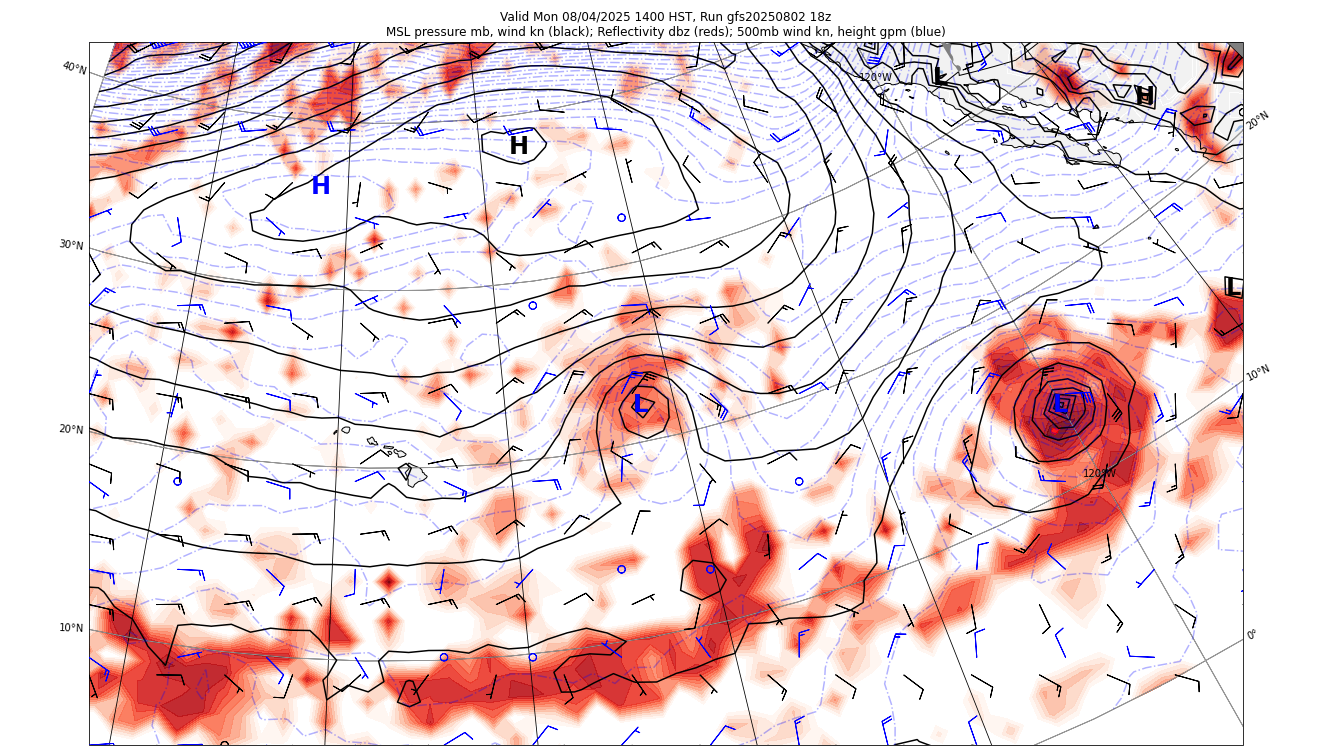 Valid Mon 08/04/2025 1400 HST, Run gfs20250802 18z
MSL pressure mb, wind kn (black); Reflectivity dbz (reds); 500mb wind kn, height gpm (blue)
40°N
120°W
L
H
20°N
H
H
30°N
L
10°N
L
L
20°N
120°W
10°N
0°